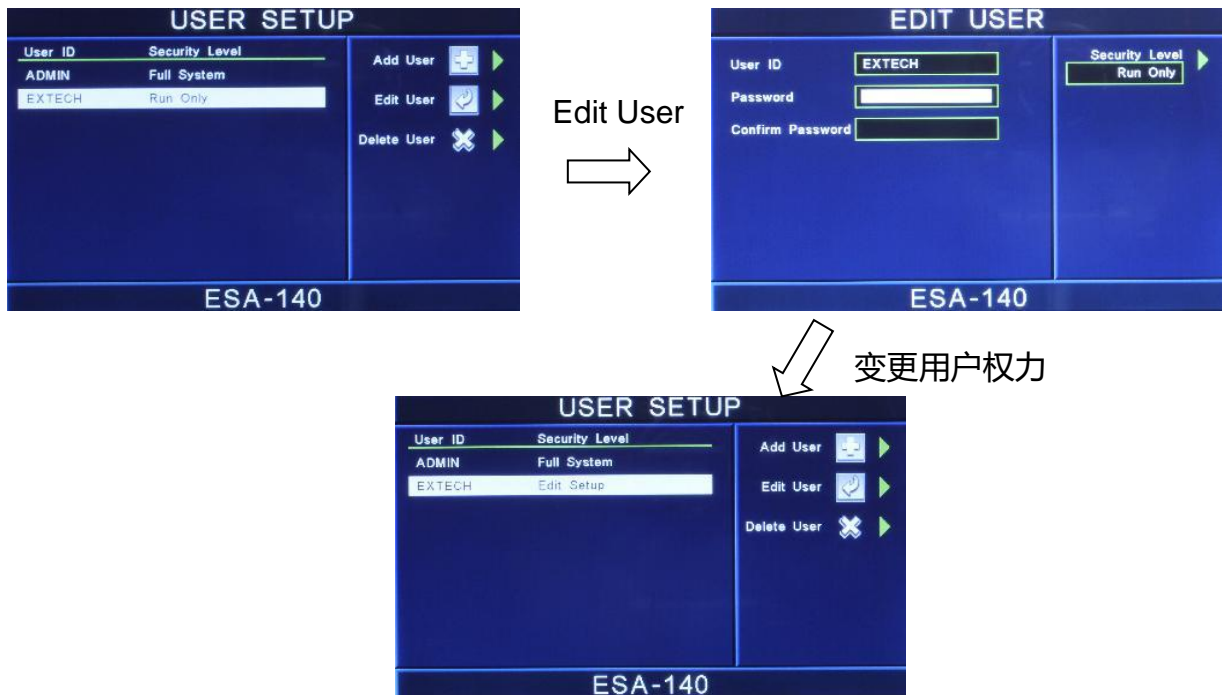 USER SETUP
User ID Security Level
ADMIN Full System
EXTECH Run Only
Add User
Edit User
Delete User
ESA-140
Edit User
EDIT USER
User ID EXTECH
Password
Confirm Password
Security Level
Run Only
ESA-140
变更用户权力
USER SETUP
User ID Security Level
ADMIN Full System
EXTECH Edit Setup
Add User
Edit User
Delete User
ESA-140